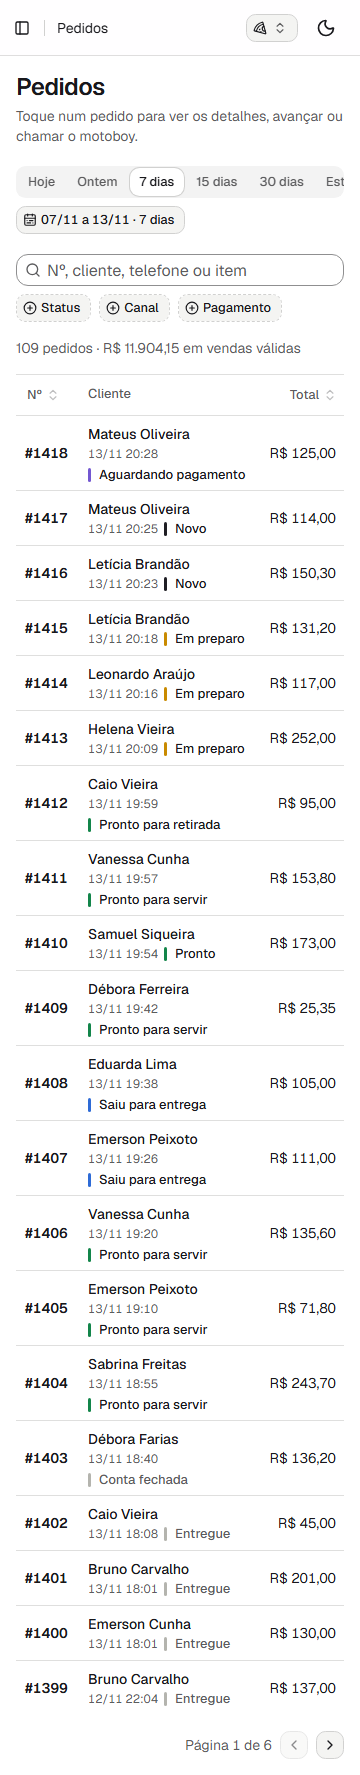 Pedidos
Pedidos
Toque num pedido para ver os detalhes, avançar ou
chamar o motoboy.
Hoje Ontem 7 dias 15 dias 30 dias Est
07/11 a 13/11 · 7 dias
Nº, cliente, telefone ou item
Status Canal Pagamento
109 pedidos · R$ 11.904,15 em vendas válidas
Nº Cliente Total
Mateus Oliveira
#1418 13/11 20:28 R$ 125,00
Aguardando pagamento
Mateus Oliveira
#1417 13/11 20:25 Novo R$ 114,00
Letícia Brandão
#1416 13/11 20:23 Novo R$ 150,30
Letícia Brandão
#1415 13/11 20:18 Em preparo R$ 131,20
Leonardo Araújo
#1414 13/11 20:16 Em preparo R$ 117,00
Helena Vieira
#1413 13/11 20:09 Em preparo R$ 252,00
Caio Vieira
#1412 13/11 19:59 R$ 95,00
Pronto para retirada
Vanessa Cunha
#1411 13/11 19:57 R$ 153,80
Pronto para servir
Samuel Siqueira
#1410 13/11 19:54 Pronto R$ 173,00
Débora Ferreira
#1409 13/11 19:42 R$ 25,35
Pronto para servir
Eduarda Lima
#1408 13/11 19:38 R$ 105,00
Saiu para entrega
Emerson Peixoto
#1407 13/11 19:26 R$ 111,00
Saiu para entrega
Vanessa Cunha
#1406 13/11 19:20 R$ 135,60
Pronto para servir
Emerson Peixoto
#1405 13/11 19:10 R$ 71,80
Pronto para servir
Sabrina Freitas
#1404 13/11 18:55 R$ 243,70
Pronto para servir
Débora Farias
#1403 13/11 18:40 R$ 136,20
Conta fechada
Caio Vieira
#1402 13/11 18:08 Entregue R$ 45,00
Bruno Carvalho
#1401 13/11 18:01 Entregue R$ 201,00
Emerson Cunha
#1400 13/11 18:01 Entregue R$ 130,00
Bruno Carvalho
#1399 12/11 22:04 Entregue R$ 137,00
Página 1 de 6